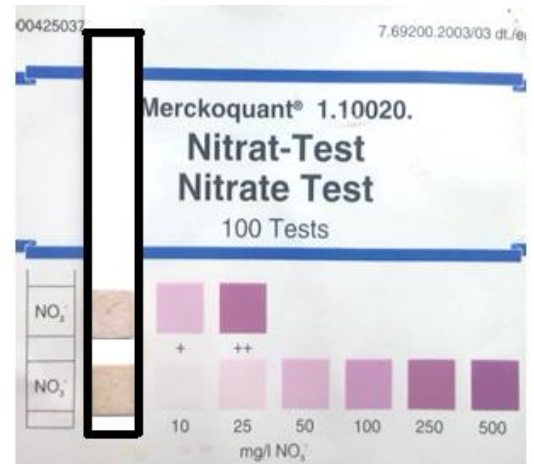 00425037
7.69200.2003/03 dt./e
Merckoquant® 1.10020.
Nitrat-Test
Nitrate Test
100 Tests
NO₂⁻
+ ++
NO₃⁻
10 25 50 100 250 500
mg/l NO₃⁻